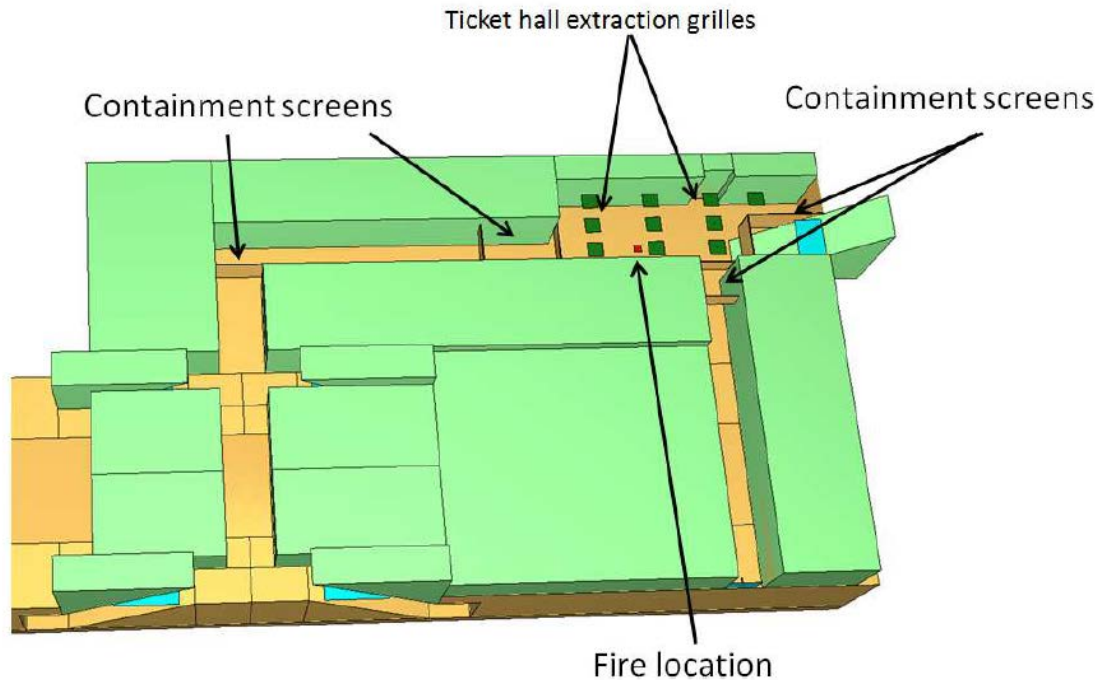 Ticket hall extraction grilles
Containment screens
Containment screens
Fire location